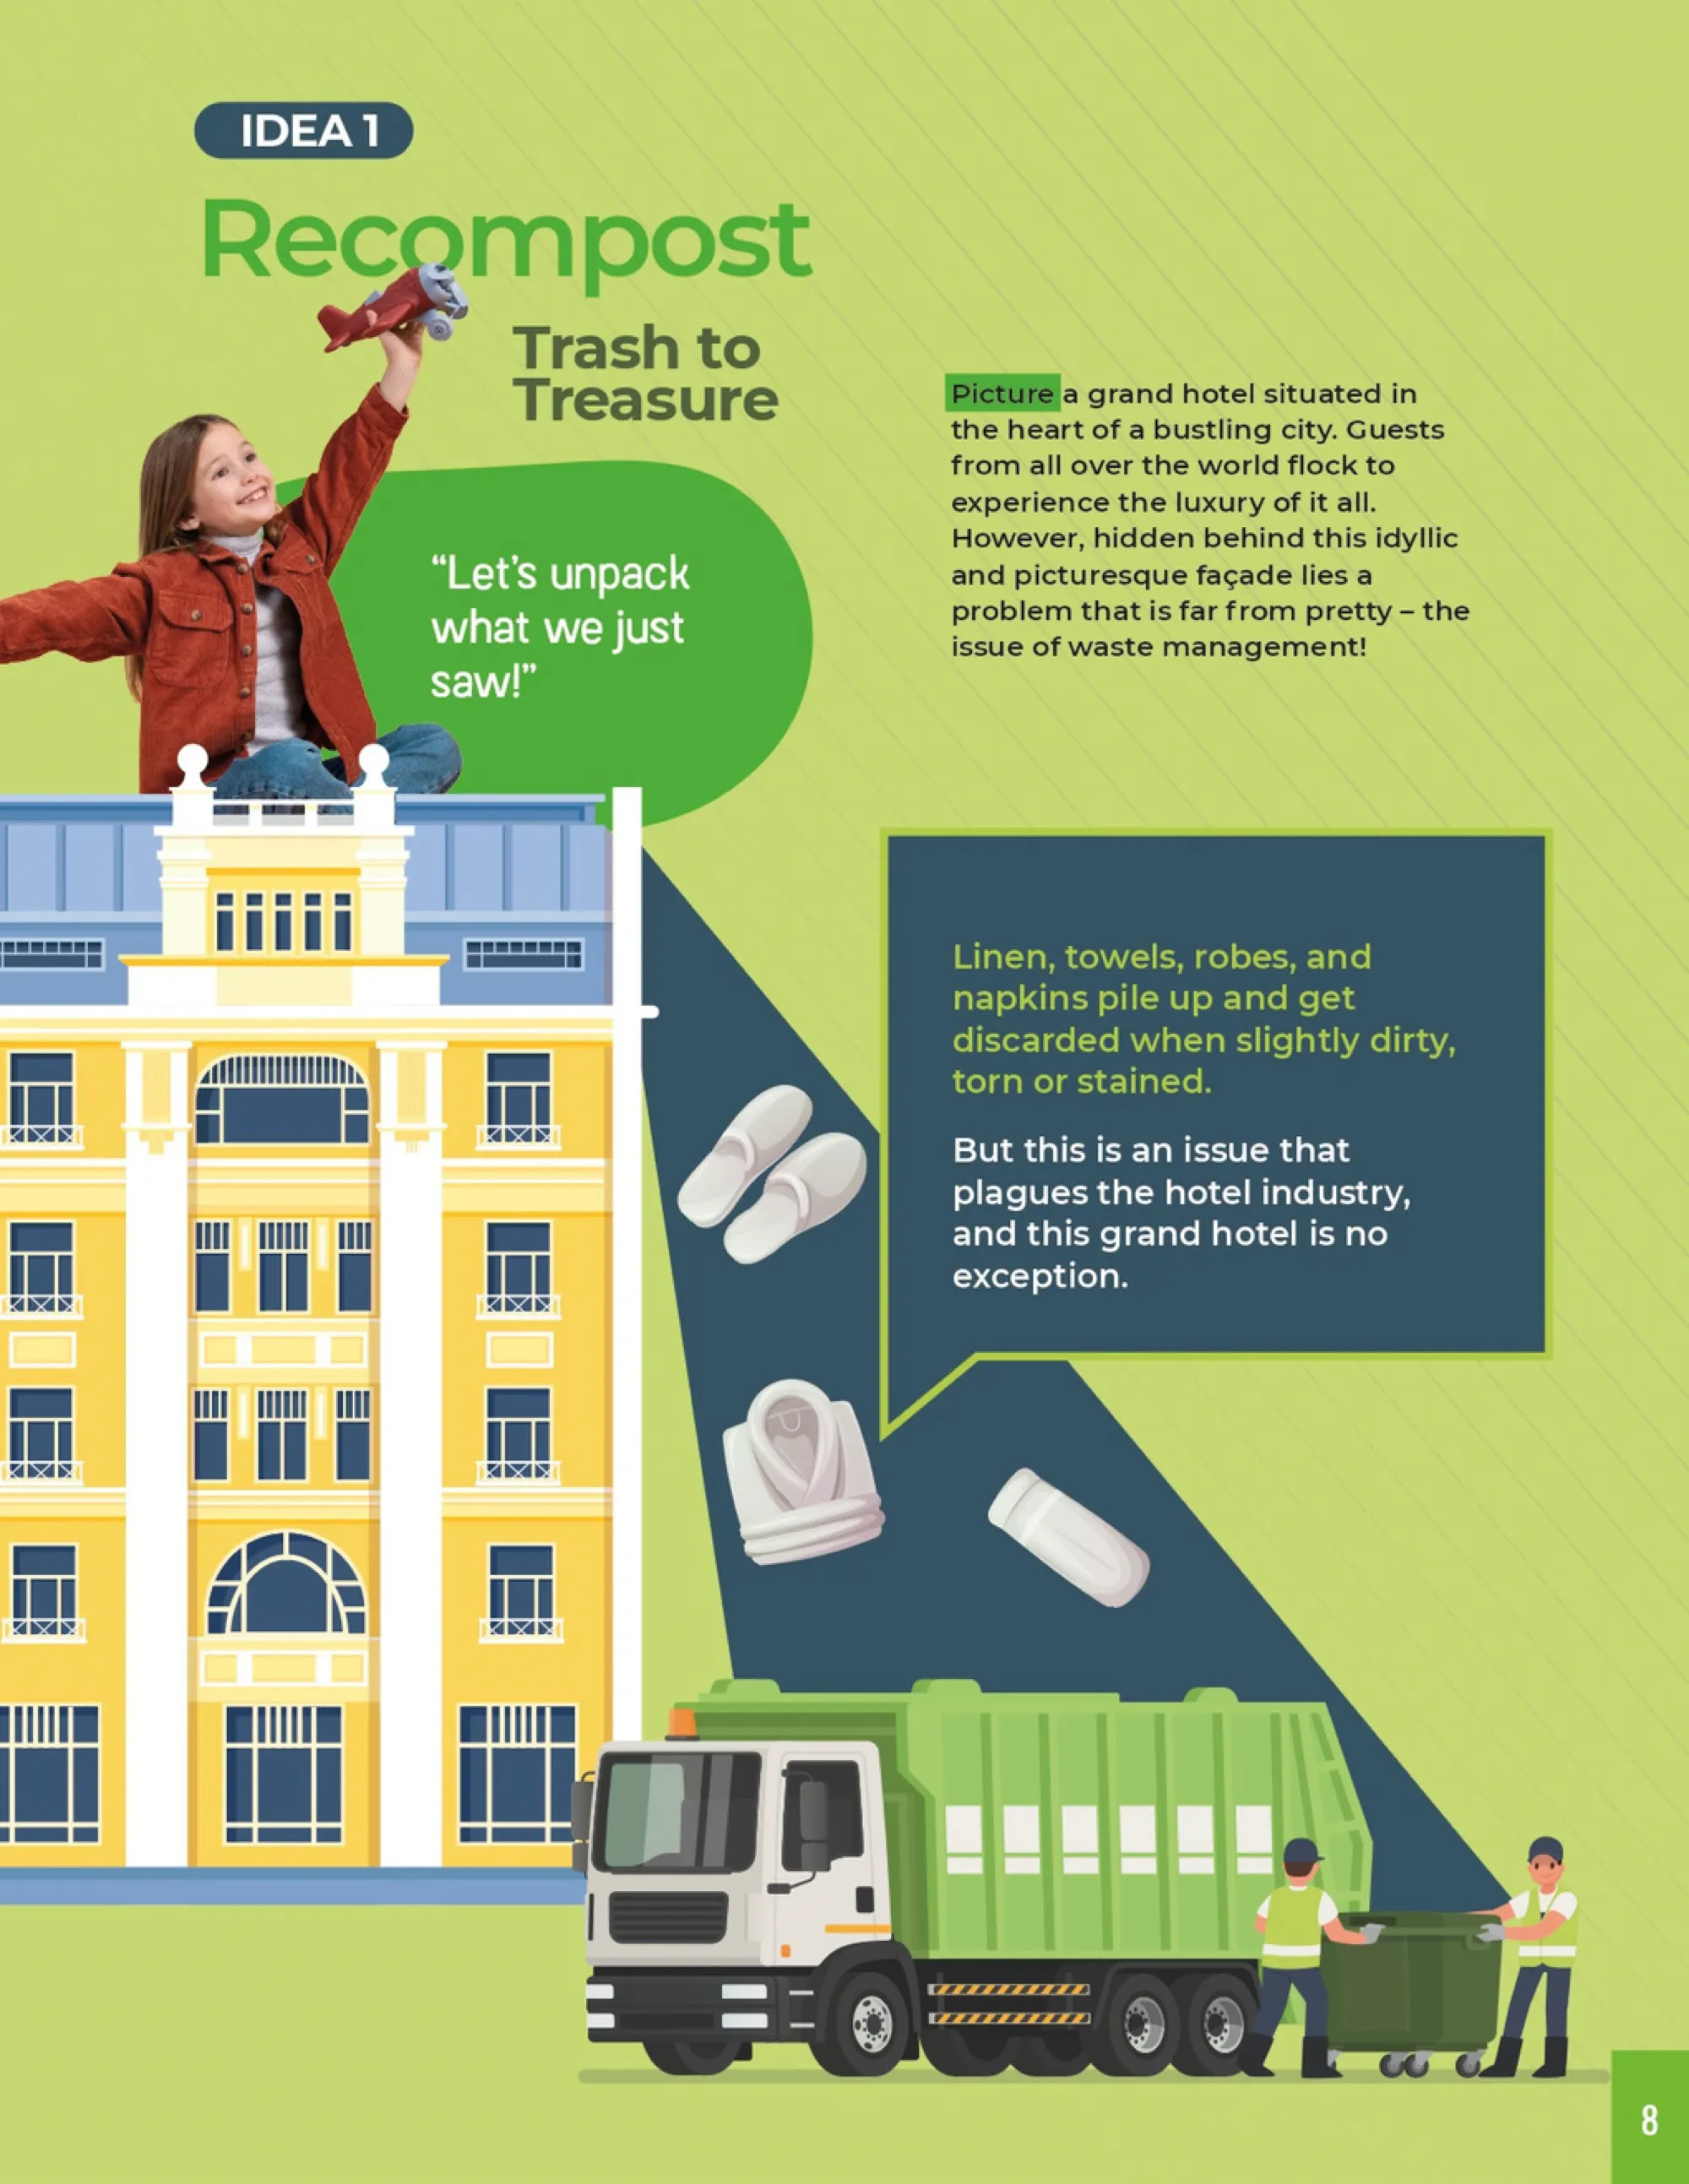 IDEA 1
Recompost
Trash to
Treasure
“Let’s unpack
what we just
saw!”
Picture a grand hotel situated in
the heart of a bustling city. Guests
from all over the world flock to
experience the luxury of it all.
However, hidden behind this idyllic
and picturesque façade lies a
problem that is far from pretty – the
issue of waste management!
Linen, towels, robes, and
napkins pile up and get
discarded when slightly dirty,
torn or stained.
But this is an issue that
plagues the hotel industry,
and this grand hotel is no
exception.
8